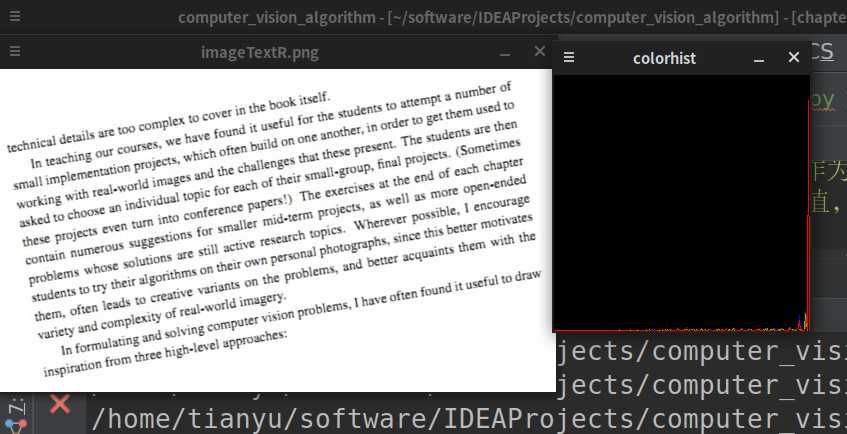 computer_vision_algorithm - [~/software/IDEAProjects/computer_vision_algorithm] - [chapte
imageTextR.png
technical details are too complex to cover in the book itself.
In teaching our courses, we have found it useful for the students to attempt a number of
small implementation projects, which often build on one another, in order to get them used to
working with real-world images and the challenges that these present. The students are then
asked to choose an individual topic for each of their small-group, final projects. (Sometimes
these projects even turn into conference papers!) The exercises at the end of each chapter
contain numerous suggestions for smaller mid-term projects, as well as more open-ended
problems whose solutions are still active research topics. Wherever possible, I encourage
students to try their algorithms on their own personal photographs, since this better motivates
them, often leads to creative variants on the problems, and better acquaints them with the
variety and complexity of real-world imagery.
In formulating and solving computer vision problems, I have often found it useful to draw
inspiration from three high-level approaches:
colorhist
CS
oy
作为
值，
jects/computer_visi
jects/computer_visi
Z:
/home/tianyu/software/IDEAProjects/computer_visi